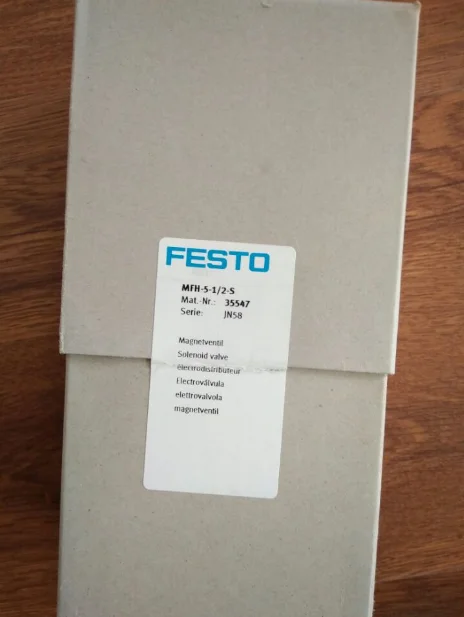 FESTO
MFH-5-1/2-S
Mat.-Nr.: 35547
Serie: JN58
Magnetventil
Solenoid valve
électrodistributeur
Electroválvula
elettrovalvola
magnetventil